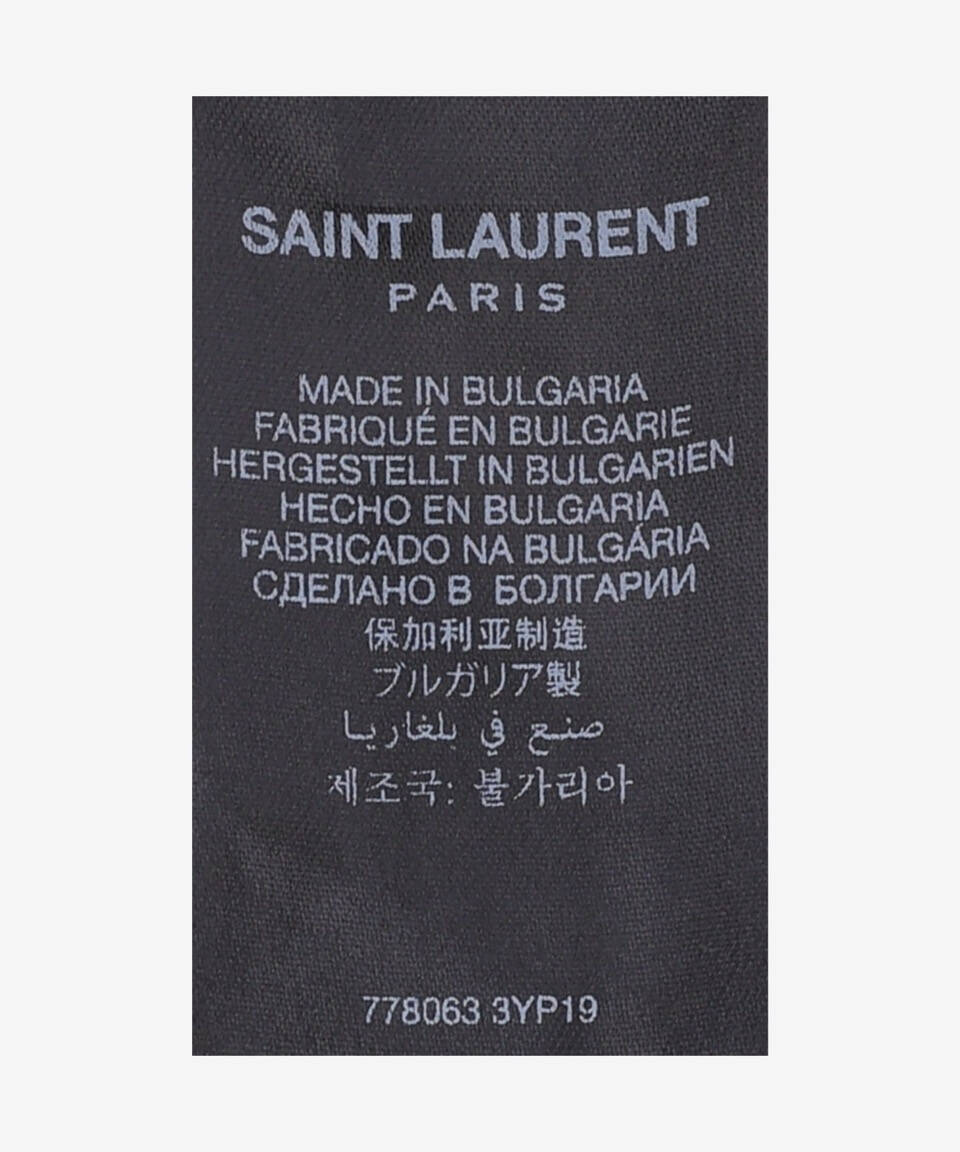 SAINT LAURENT
PARIS
MADE IN BULGARIA
FABRIQUÉ EN BULGARIE
HERGESTELLT IN BULGARIEN
HECHO EN BULGARIA
FABRICADO NA BULGÁRIA
СДЕЛАНО В БОЛГАРИИ
保加利亚制造
ブルガリア製
صنع في بلغاريا
제조국: 불가리아
778063 3YP19